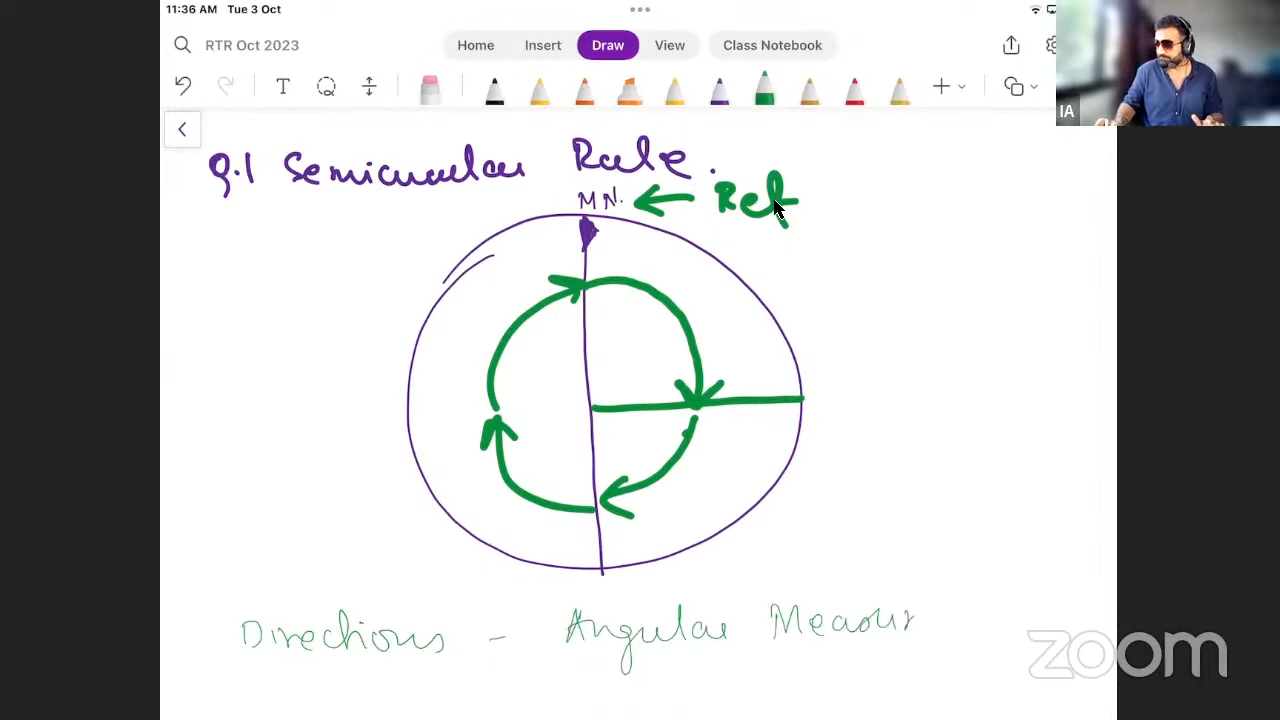 11:36 AM Tue 3 Oct
RTR Oct 2023
Home Insert Draw View Class Notebook
T
IA
Q.1 Semicircular Rule.
MN. ← Ref
Directions - Angular Measur
zoom